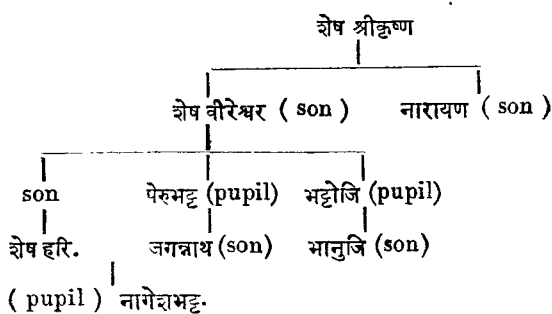 शेष श्रीकृष्ण
शेष वीरेश्वर ( son ) नारायण ( son )
son पेरुभट्ट (pupil) भट्टोजि (pupil)
शेष हरि. जगन्नाथ (son) भानुजि (son)
( pupil ) नागेशभट्ट.